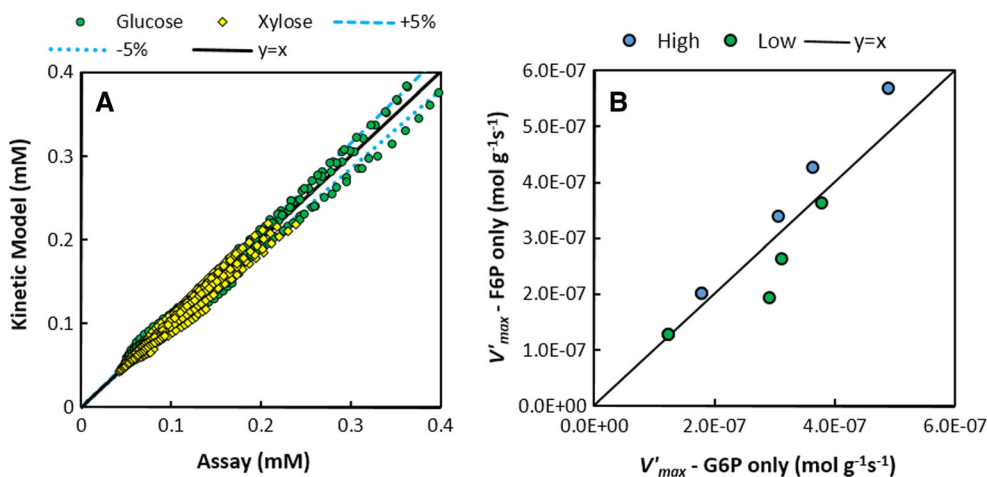 Glucose Xylose +5%
-5% y=x
A
0.4
0.3
0.2
0.1
0
0 0.1 0.2 0.3 0.4
Kinetic Model (mM)
Assay (mM)
High Low y=x
B
6.0E-07
5.0E-07
4.0E-07
3.0E-07
2.0E-07
1.0E-07
0.0E+00
0.0E+00 2.0E-07 4.0E-07 6.0E-07
V'max - F6P only (mol g-1s-1)
V'max - G6P only (mol g-1s-1)